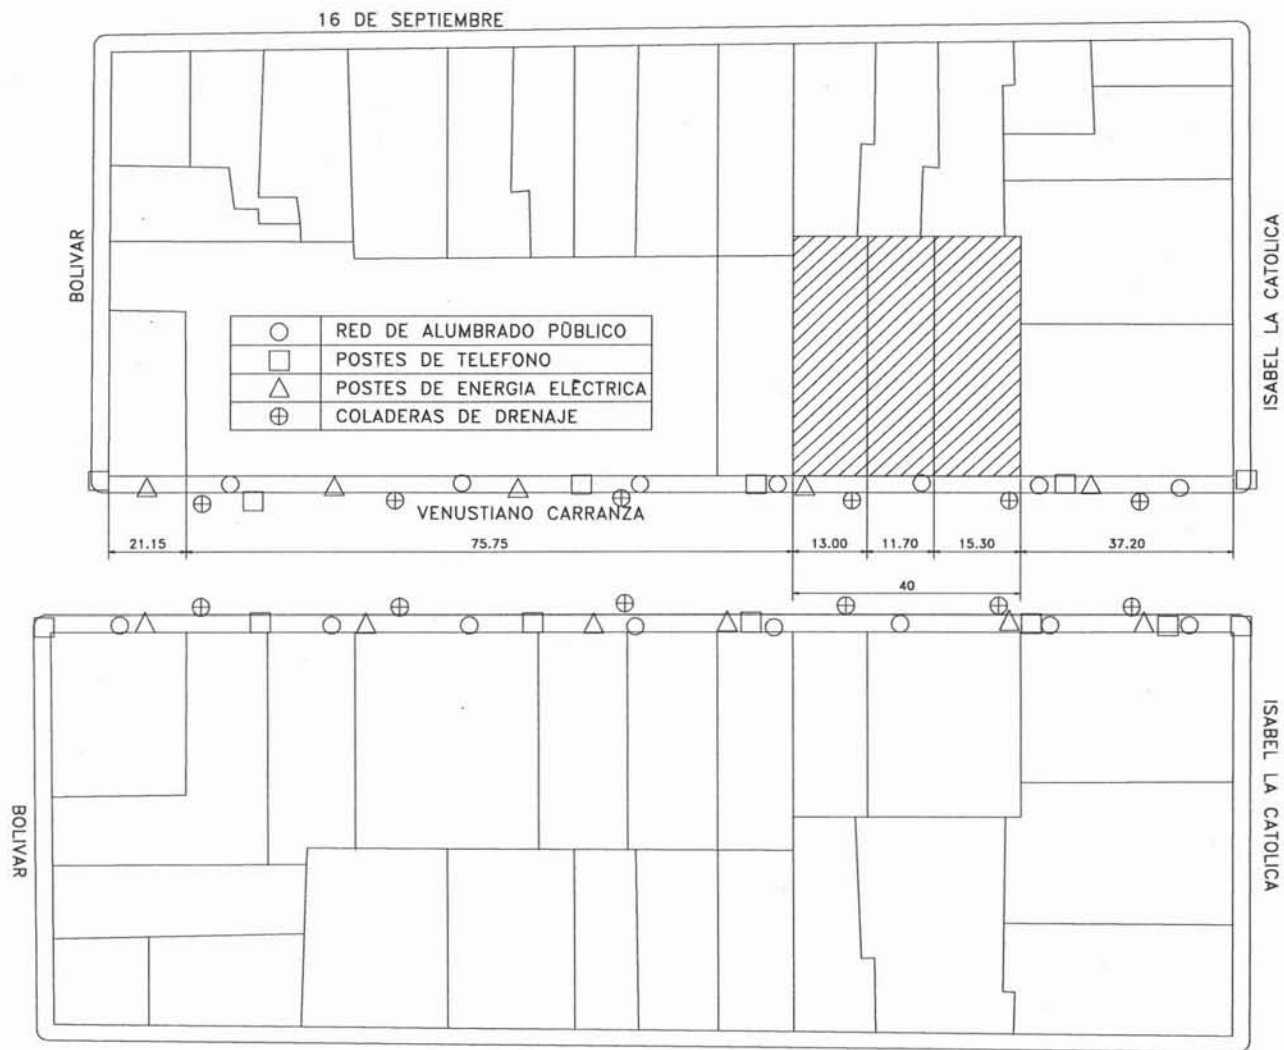 16 DE SEPTIEMBRE
BOLIVAR
ISABEL LA CATOLICA
RED DE ALUMBRADO PÜBLICO
POSTES DE TELEFONO
POSTES DE ENERGIA ELËCTRICA
COLADERAS DE DRENAJE
VENUSTIANO CARRANZA
21.15 75.75 13.00 11.70 15.30 37.20
40
BOLIVAR
ISABEL LA CATOLICA